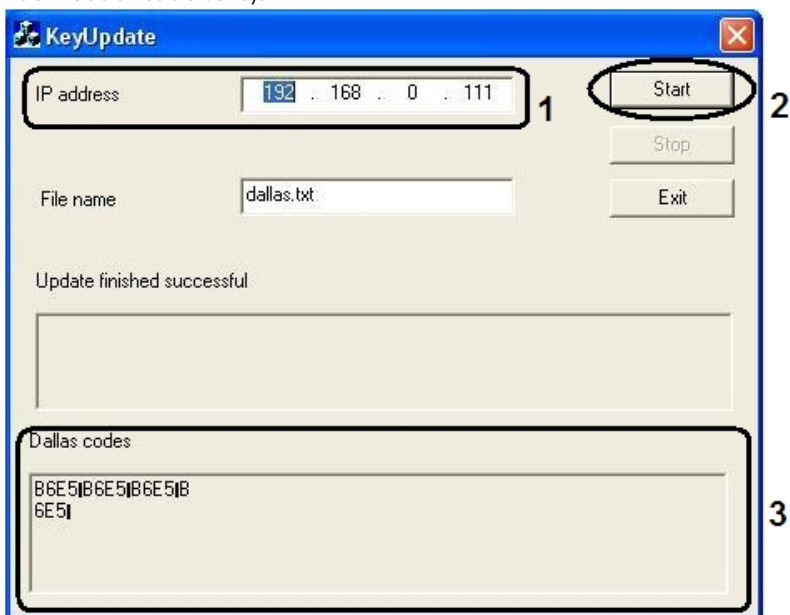 KeyUpdate
IP address 192 . 168 . 0 . 111 1
Start 2
Stop
File name dallas.txt Exit
Update finished successful
Dallas codes
B6E5|B6E5|B6E5|B
6E5|
3